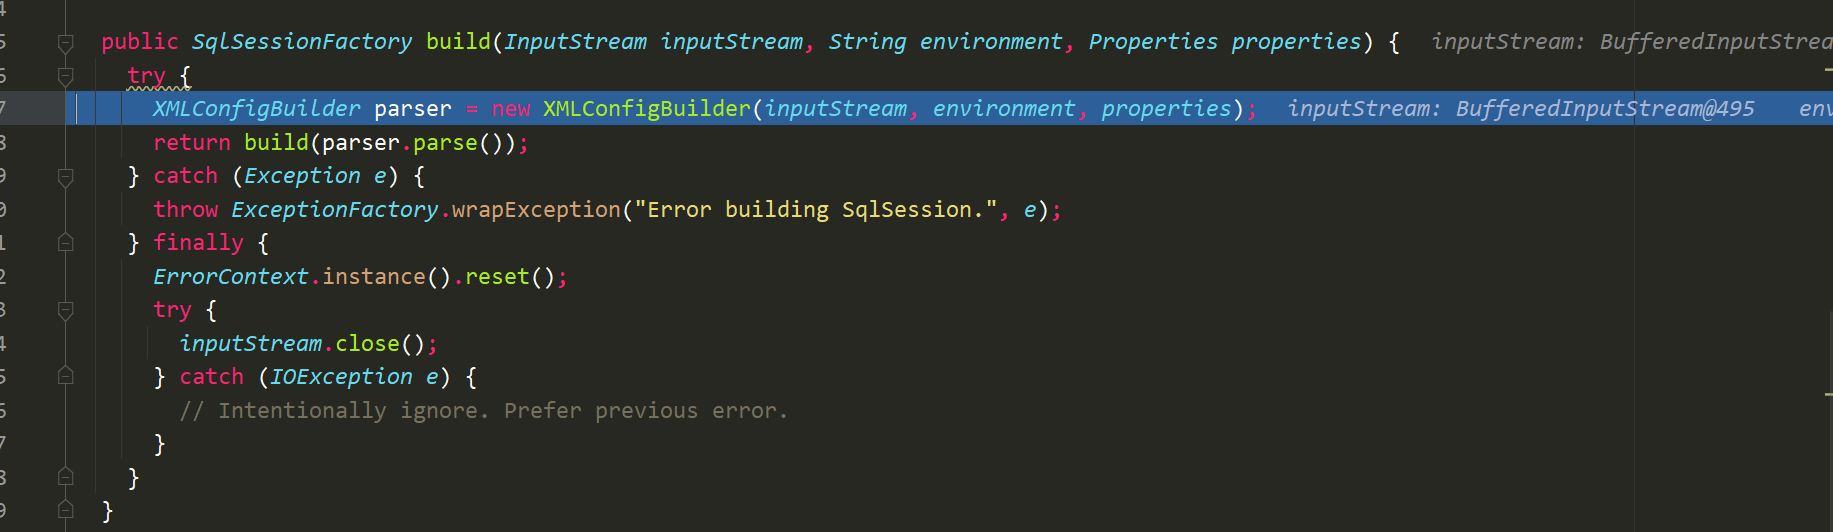 4
5 public SqlSessionFactory build(InputStream inputStream, String environment, Properties properties) { inputStream: BufferedInputStrea
6 try {
7 XMLConfigBuilder parser = new XMLConfigBuilder(inputStream, environment, properties); inputStream: BufferedInputStream@495 env
8 return build(parser.parse());
9 } catch (Exception e) {
0 throw ExceptionFactory.wrapException("Error building SqlSession.", e);
1 } finally {
2 ErrorContext.instance().reset();
3 try {
4 inputStream.close();
5 } catch (IOException e) {
6 // Intentionally ignore. Prefer previous error.
7 }
8 }
9 }